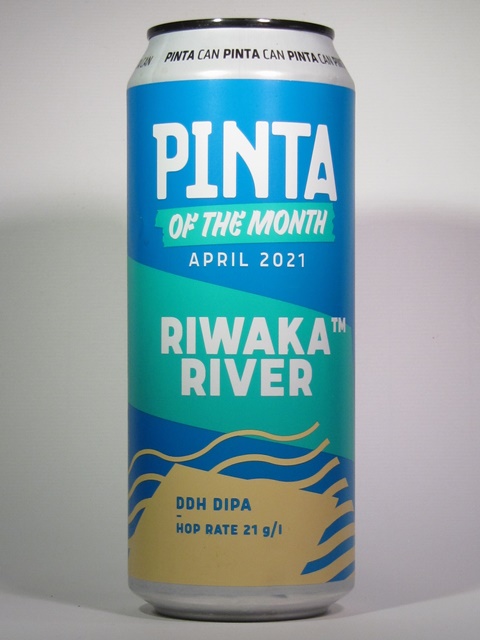 PINTA CAN PINTA CAN PINTA CAN
PINTA
OF THE MONTH
APRIL 2021
RIWAKA™
RIVER
DDH DIPA
HOP RATE 21 g/l